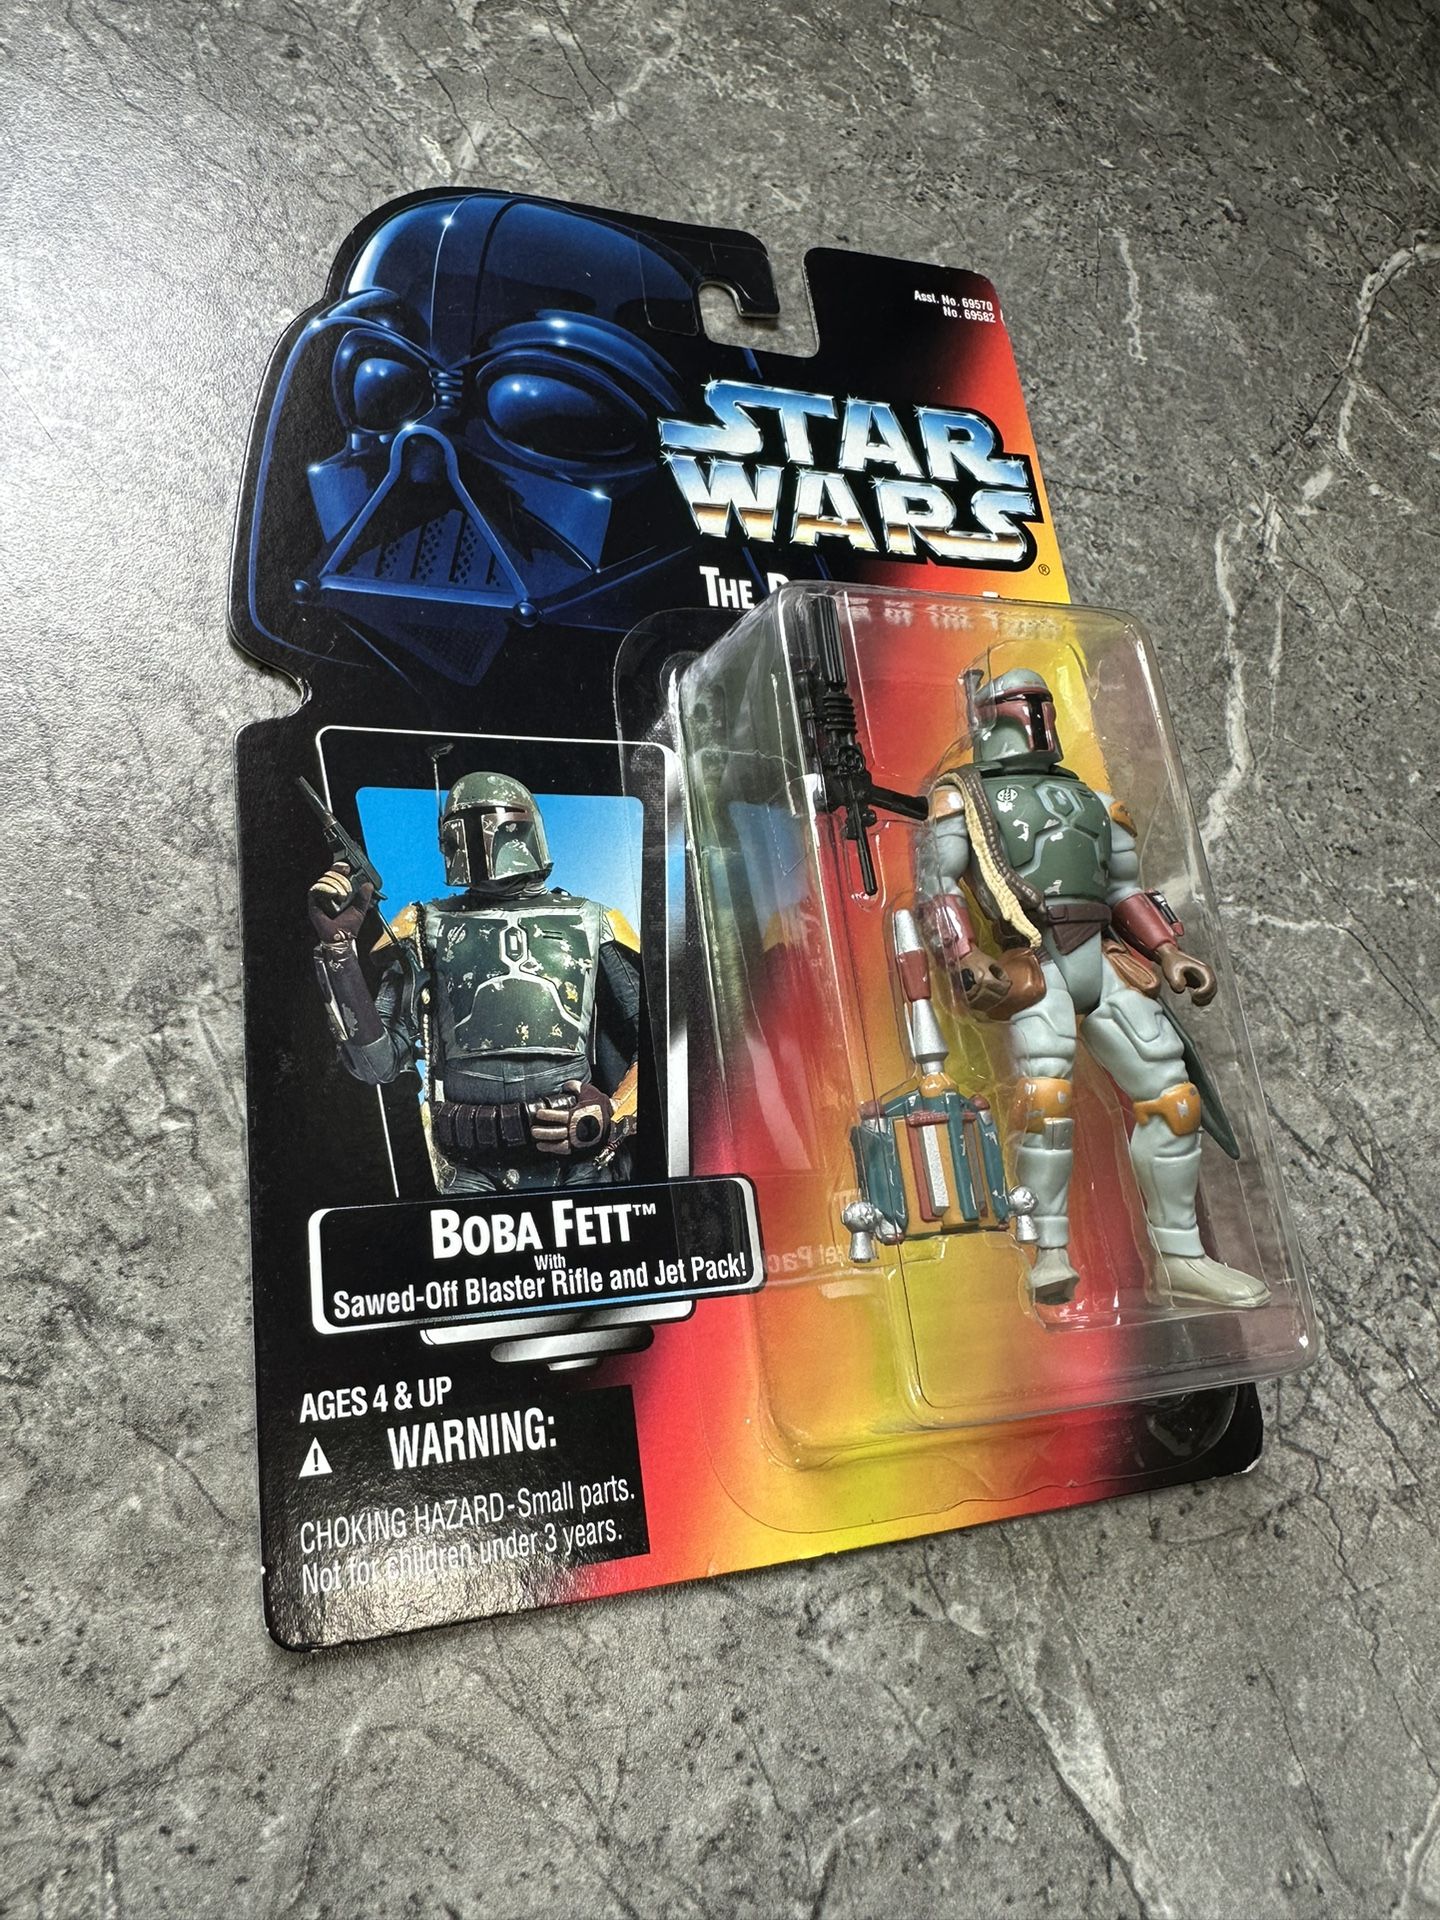 Asst. No. 69570
No. 69582
STAR
WARS
®
THE
BOBA FETT™
With
Sawed-Off Blaster Rifle and Jet Pack!
AGES 4 & UP
WARNING:
CHOKING HAZARD-Small parts.
Not for children under 3 years.